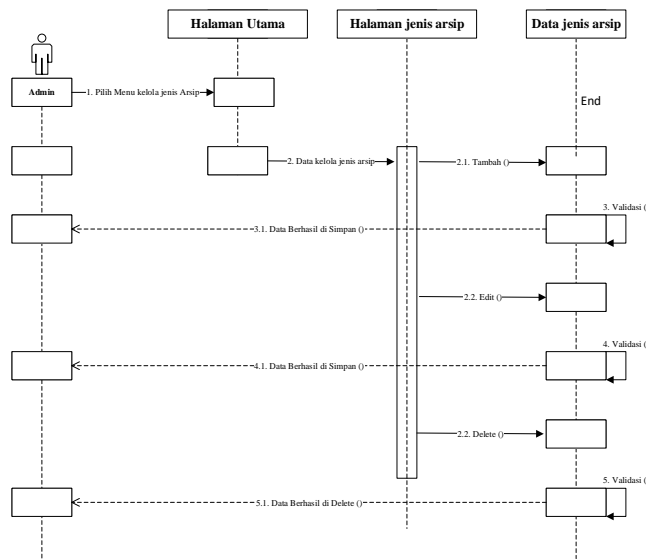 Halaman Utama
Halaman jenis arsip
Data jenis arsip
Admin
1. Pilih Menu kelola jenis Arsip
End
2. Data kelola jenis arsip
2.1. Tambah ()
3. Validasi (
3.1. Data Berhasil di Simpan ()
2.2. Edit ()
4. Validasi (
4.1. Data Berhasil di Simpan ()
2.2. Delete ()
5. Validasi (
5.1. Data Berhasil di Delete ()